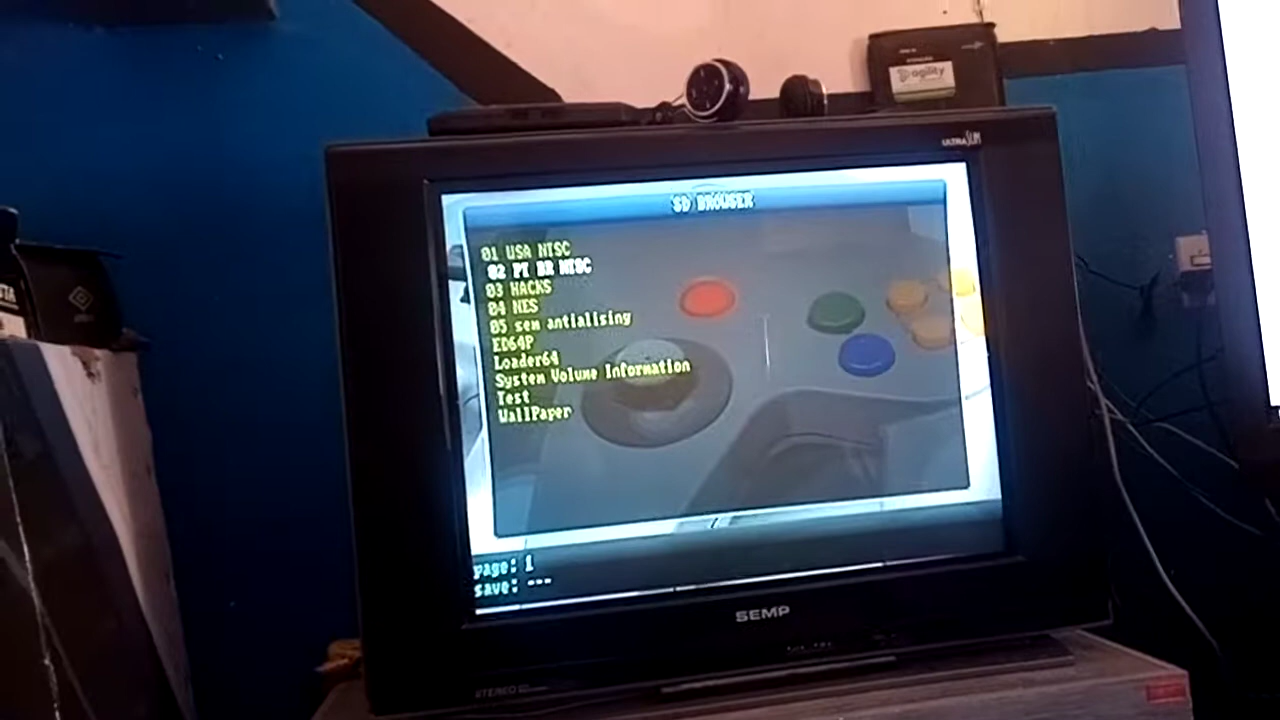 agility
ULTRA SLIM
SD BROWSER
01 USA NTSC
02 PT BR NTSC
03 HACKS
04 NES
05 sem antialising
ED64P
Loader64
System Volume Information
Test
WallPaper
page: 1
save: ---
SEMP
STEREO